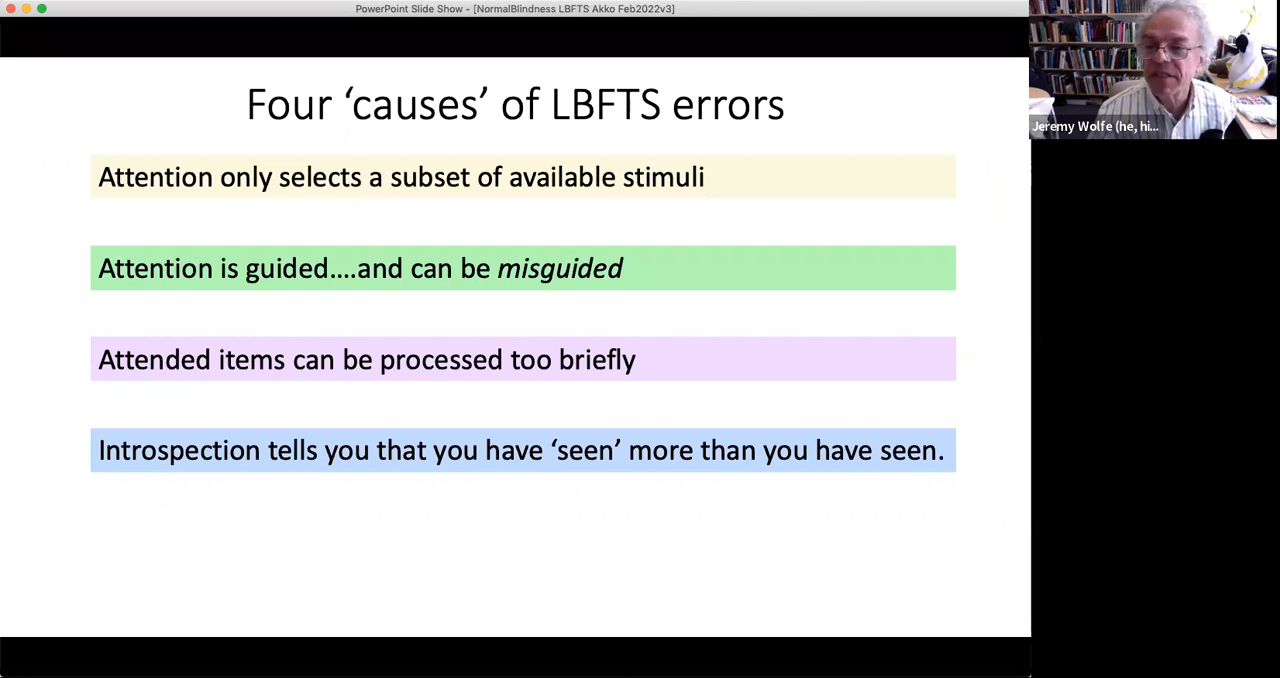 PowerPoint Slide Show - [NormalBlindness LBFTS Akko Feb2022v3]
Four ‘causes’ of LBFTS errors
Attention only selects a subset of available stimuli
Attention is guided....and can be misguided
Attended items can be processed too briefly
Introspection tells you that you have ‘seen’ more than you have seen.
Jeremy Wolfe (he, hi...